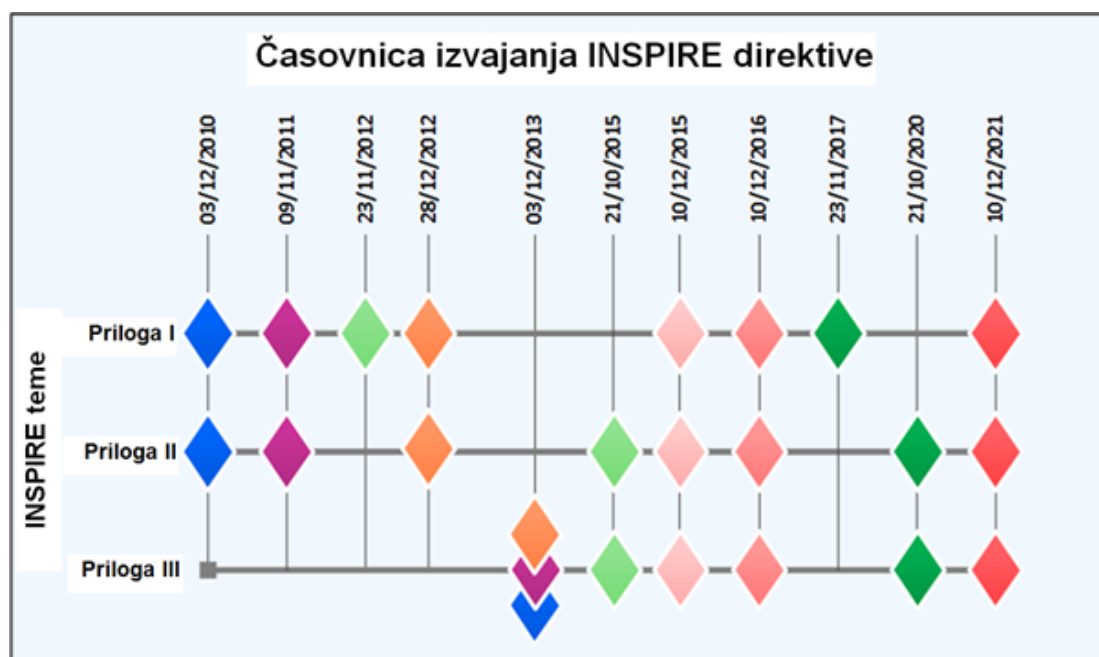 Časovnica izvajanja INSPIRE direktive
03/12/2010
09/11/2011
23/11/2012
28/12/2012
03/12/2013
21/10/2015
10/12/2015
10/12/2016
23/11/2017
21/10/2020
10/12/2021
INSPIRE teme
Priloga I
Priloga II
Priloga III